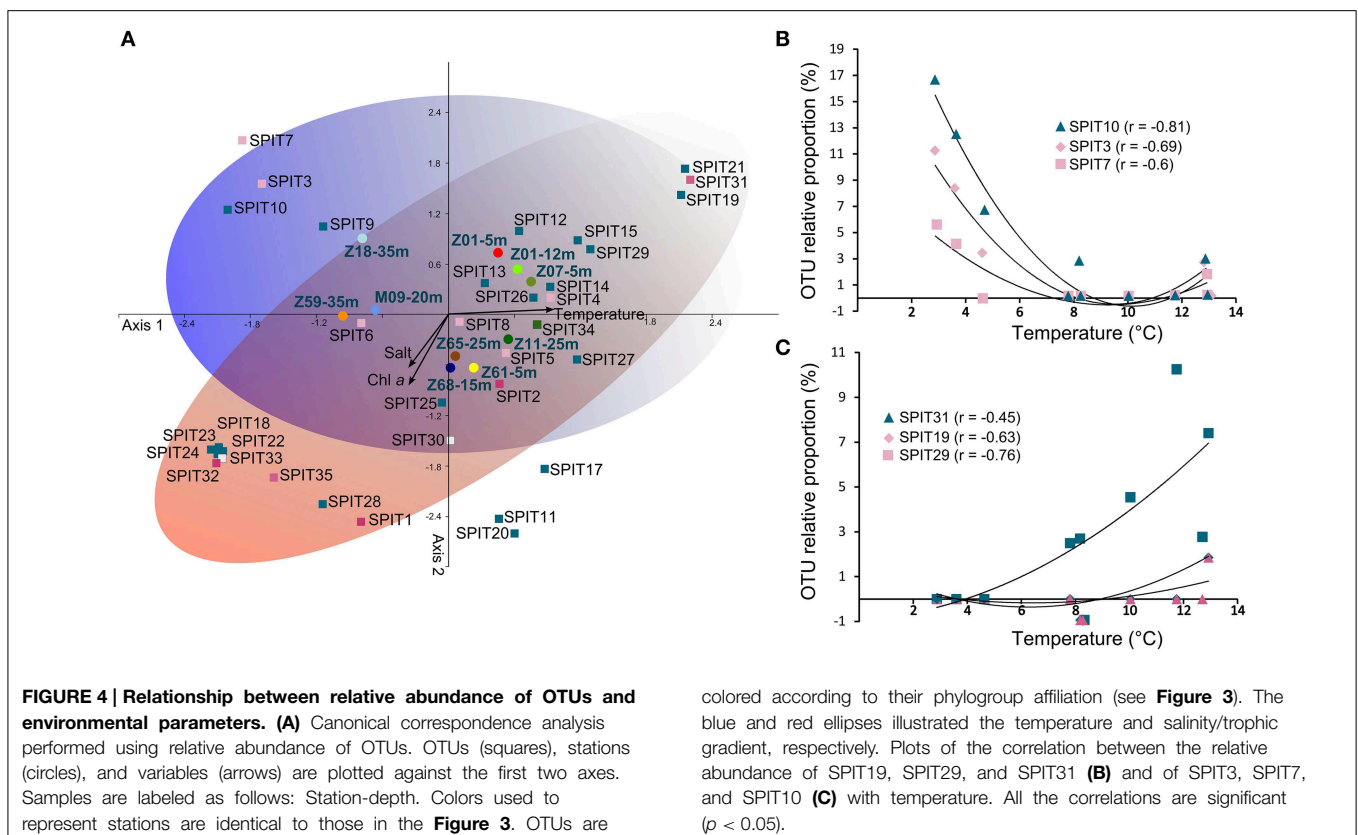 A
2.4
SPIT7
SPIT3
SPIT10
SPIT9
Z18-35m
1.8
SPIT21
SPIT31
SPIT19
1.2
SPIT12
SPIT15
SPIT29
Z01-5m
Z01-12m
Z07-5m
0.6
SPIT13
SPIT14
SPIT26
SPIT4
Z59-35m
M09-20m
Axis 1
-2.4
-1.8
-1.2
SPIT6
Temperature
1.8
2.4
SPIT8
SPIT34
Salt
Z65-25m
Z11-25m
SPIT5
SPIT27
Chl a
Z68-15m
Z61-5m
SPIT2
SPIT25
-1.2
SPIT30
SPIT18
SPIT23
SPIT22
SPIT24
SPIT33
SPIT32
SPIT35
-1.8
SPIT17
SPIT28
SPIT1
-2.4
SPIT11
SPIT20
Axis 2
B
OTU relative proportion (%)
19
17
15
13
11
9
7
5
3
1
-1
SPIT10 (r = -0.81)
SPIT3 (r = -0.69)
SPIT7 (r = -0.6)
2 4 6 8 10 12 14
Temperature (°C)
C
OTU relative proportion (%)
11
9
7
5
3
1
-1
SPIT31 (r = -0.45)
SPIT19 (r = -0.63)
SPIT29 (r = -0.76)
2 4 6 8 10 12 14
Temperature (°C)
FIGURE 4 | Relationship between relative abundance of OTUs and
environmental parameters. (A) Canonical correspondence analysis
performed using relative abundance of OTUs. OTUs (squares), stations
(circles), and variables (arrows) are plotted against the first two axes.
Samples are labeled as follows: Station-depth. Colors used to
represent stations are identical to those in the Figure 3. OTUs are
colored according to their phylogroup affiliation (see Figure 3). The
blue and red ellipses illustrated the temperature and salinity/trophic
gradient, respectively. Plots of the correlation between the relative
abundance of SPIT19, SPIT29, and SPIT31 (B) and of SPIT3, SPIT7,
and SPIT10 (C) with temperature. All the correlations are significant
(p < 0.05).